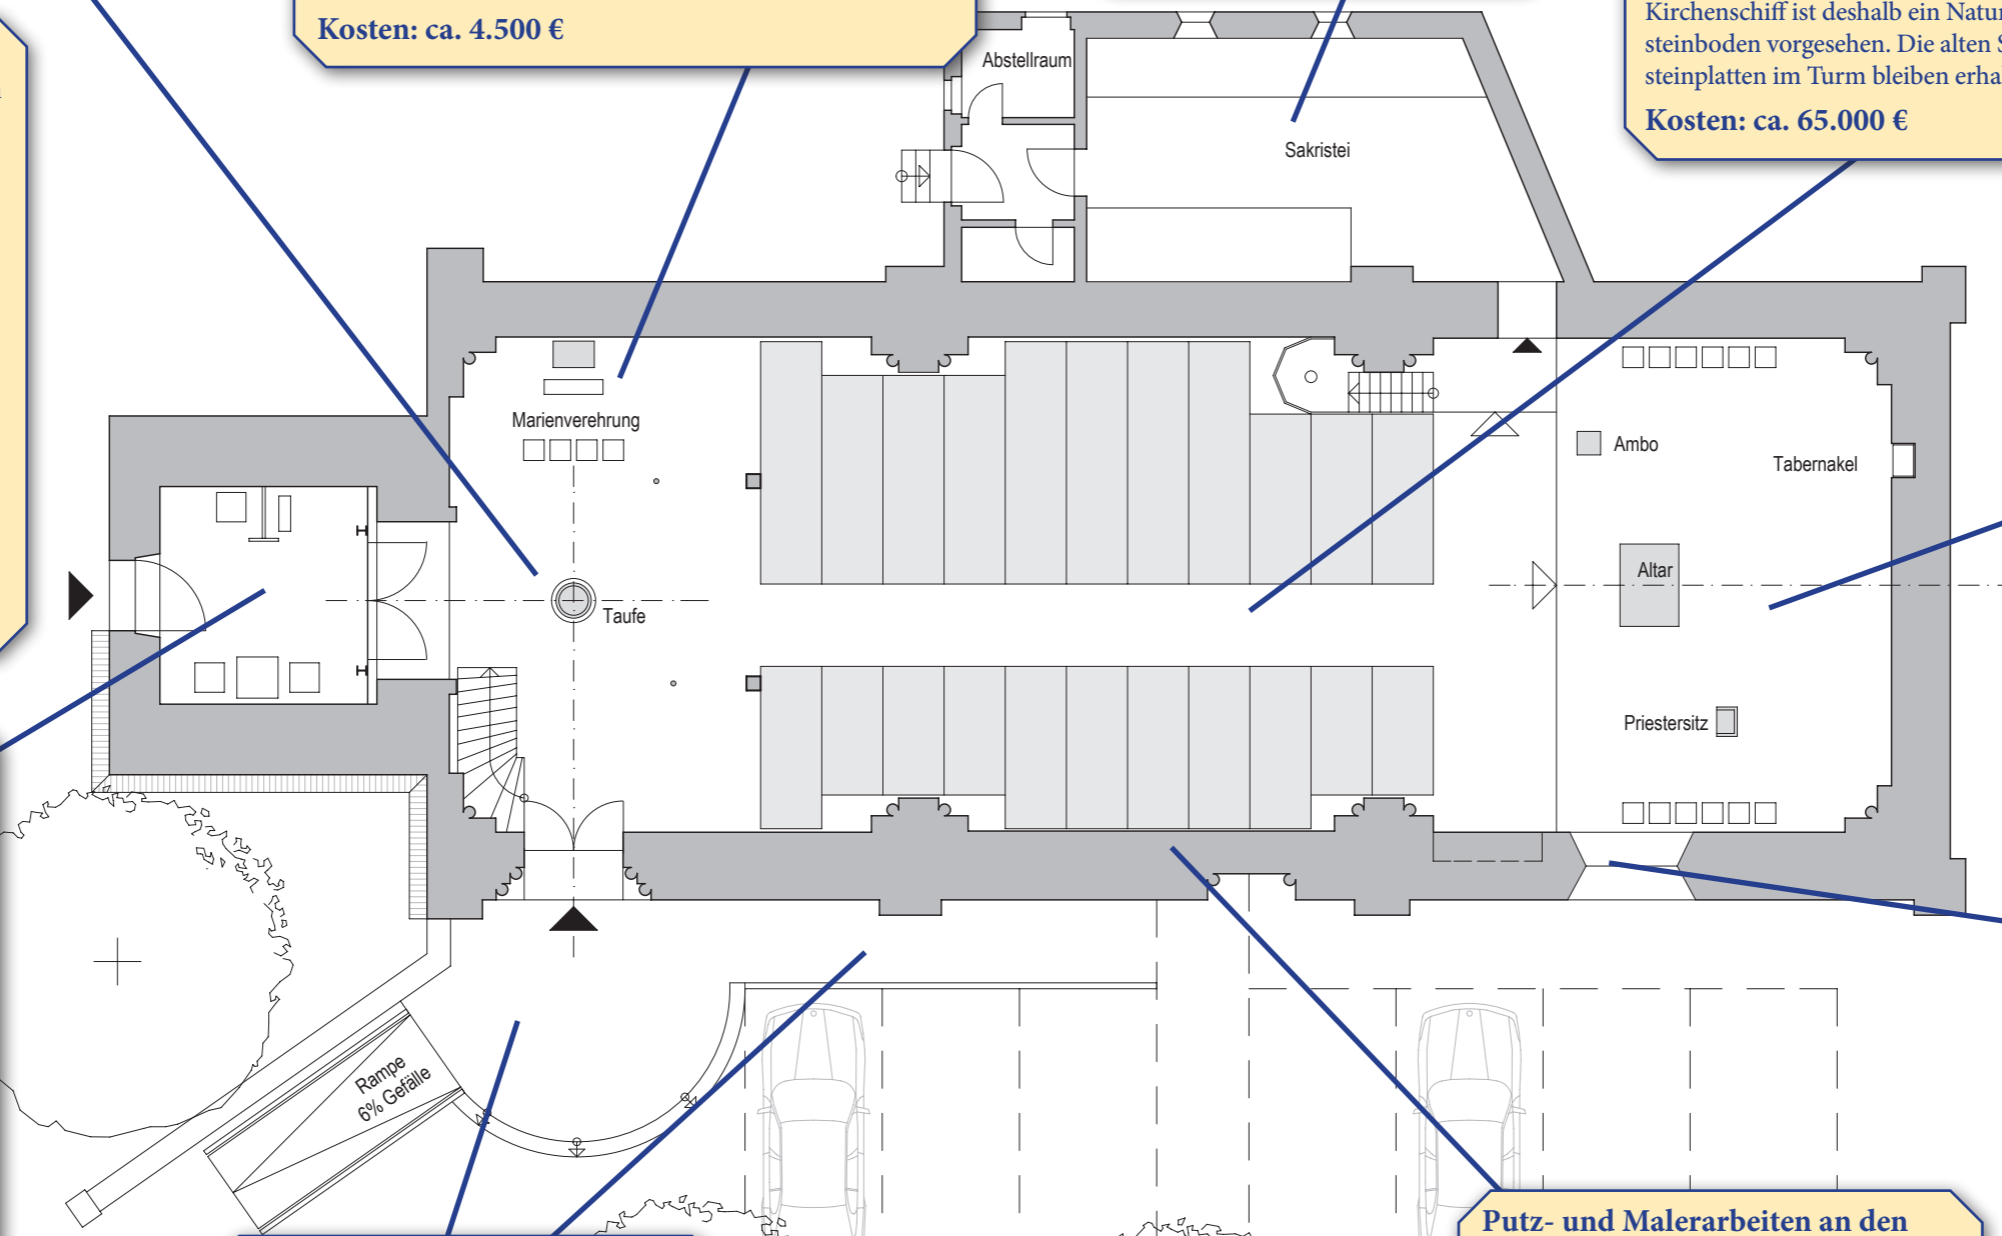 Kosten: ca. 4.500 €
Kirchenschiff ist deshalb ein Natur
steinboden vorgesehen. Die alten
steinplatten im Turm bleiben
Kosten: ca. 65.000 €
Abstellraum
Sakristei
Marienverehrung
Ambo
Tabernakel
Altar
Taufe
Priestersitz
Rampe
6% Gefälle
Putz- und Malerarbeiten an den